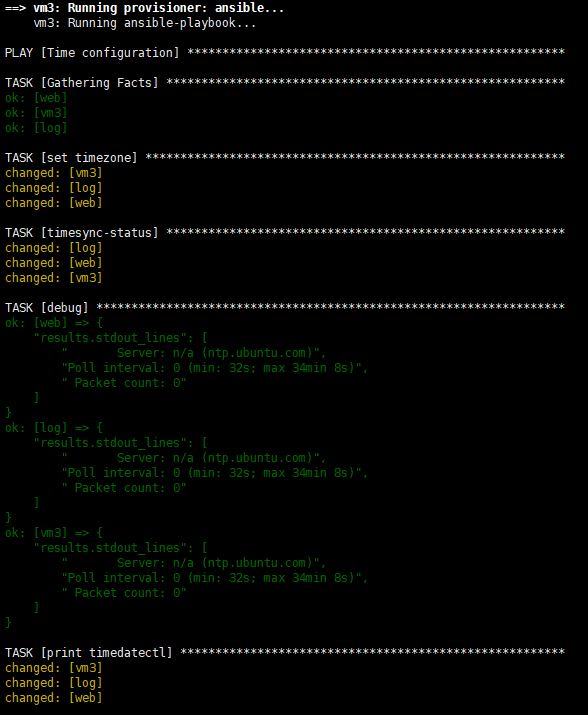 ==> vm3: Running provisioner: ansible...
    vm3: Running ansible-playbook...
PLAY [Time configuration] ******************************************************
TASK [Gathering Facts] *********************************************************
ok: [web]
ok: [vm3]
ok: [log]
TASK [set timezone] ************************************************************
changed: [vm3]
changed: [log]
changed: [web]
TASK [timesync-status] *********************************************************
changed: [log]
changed: [web]
changed: [vm3]
TASK [debug] *******************************************************************
ok: [web] => {
    "results.stdout_lines": [
        "       Server: n/a (ntp.ubuntu.com)",
        "Poll interval: 0 (min: 32s; max 34min 8s)",
        " Packet count: 0"
    ]
}
ok: [log] => {
    "results.stdout_lines": [
        "       Server: n/a (ntp.ubuntu.com)",
        "Poll interval: 0 (min: 32s; max 34min 8s)",
        " Packet count: 0"
    ]
}
ok: [vm3] => {
    "results.stdout_lines": [
        "       Server: n/a (ntp.ubuntu.com)",
        "Poll interval: 0 (min: 32s; max 34min 8s)",
        " Packet count: 0"
    ]
}
TASK [print timedatectl] *******************************************************
changed: [vm3]
changed: [log]
changed: [web]